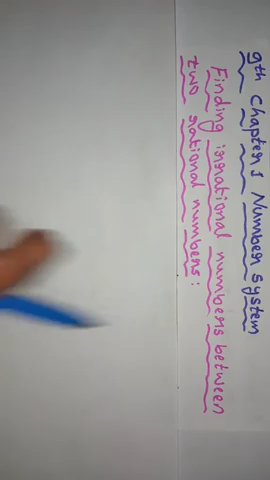 9th Chapter 1 Number system
Finding irrational numbers between
two rational numbers: